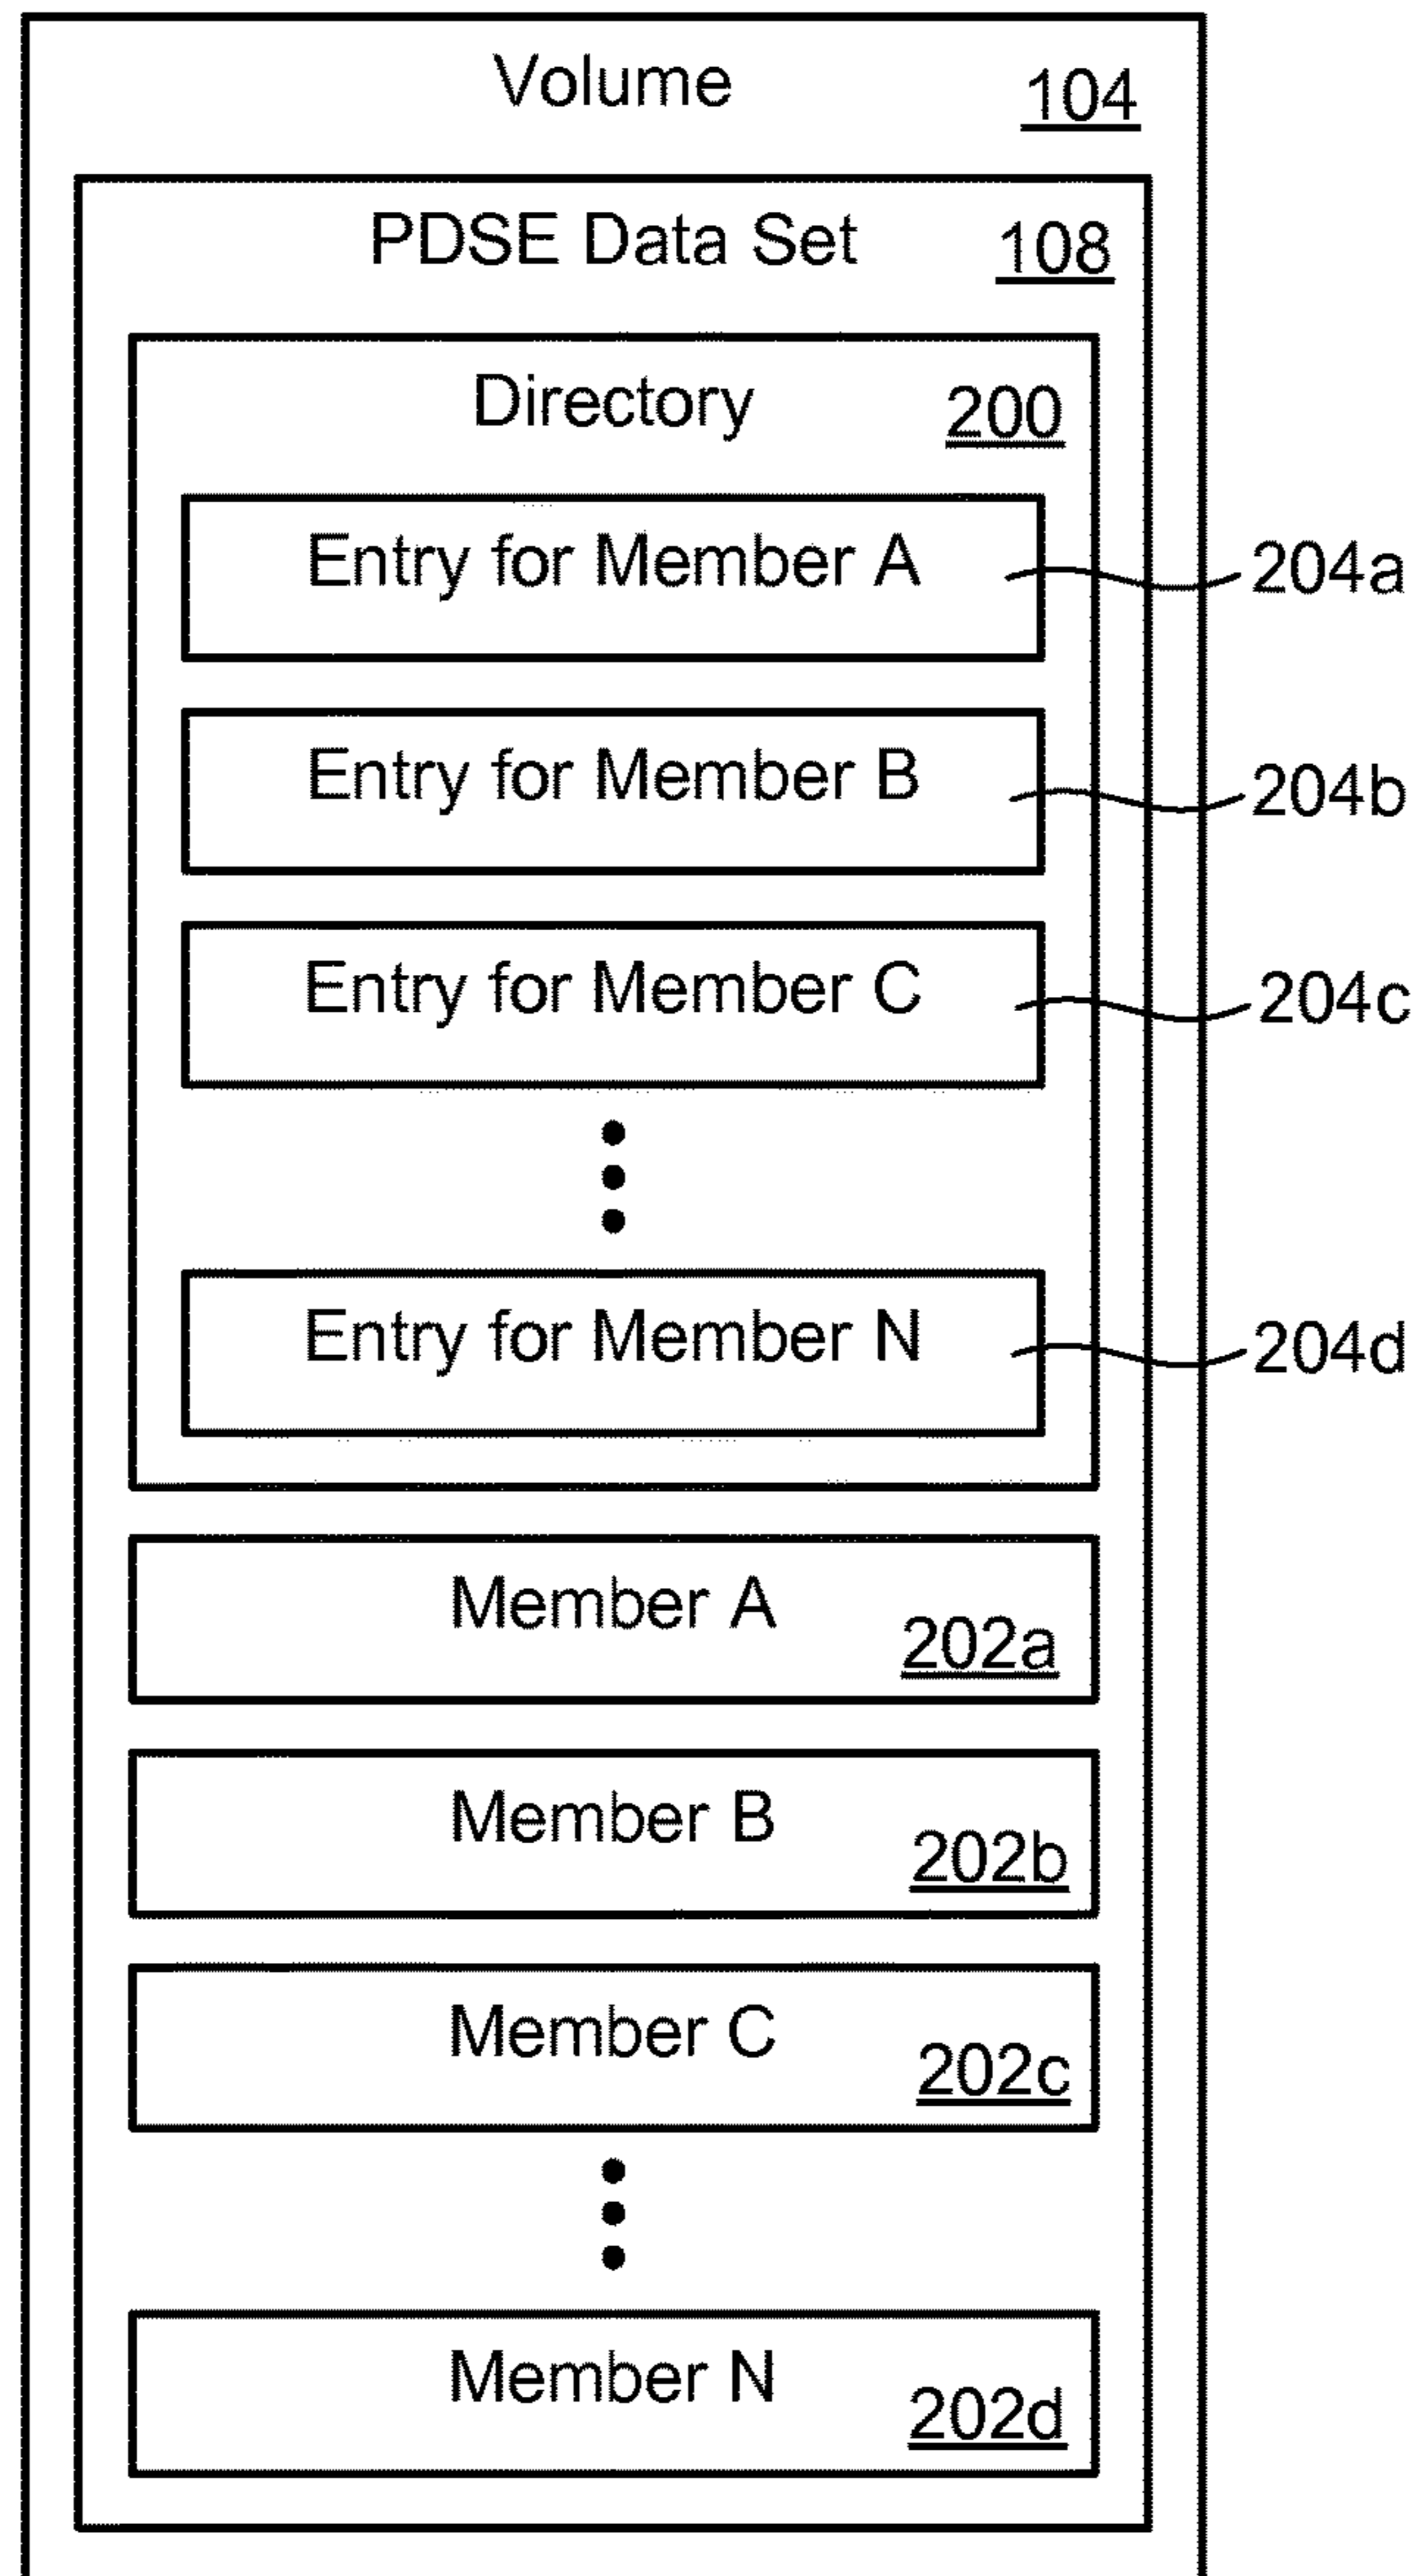 Volume 104
PDSE Data Set 108
Directory 200
Entry for Member A 204a
Entry for Member B 204b
Entry for Member C 204c
Entry for Member N 204d
Member A 202a
Member B 202b
Member C 202c
Member N 202d